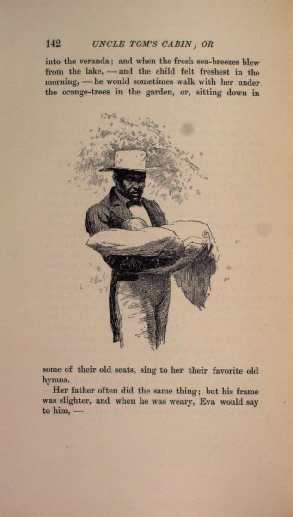 142 UNCLE TOM'S CABIN; OR
into the veranda; and when the fresh sea-breezes blew
from the lake, — and the child felt freshest in the
morning, — he would sometimes walk with her under
the orange-trees in the garden, or, sitting down in
some of their old seats, sing to her their favorite old
hymns.
Her father often did the same thing; but his frame
was slighter, and when he was weary, Eva would say
to him, —